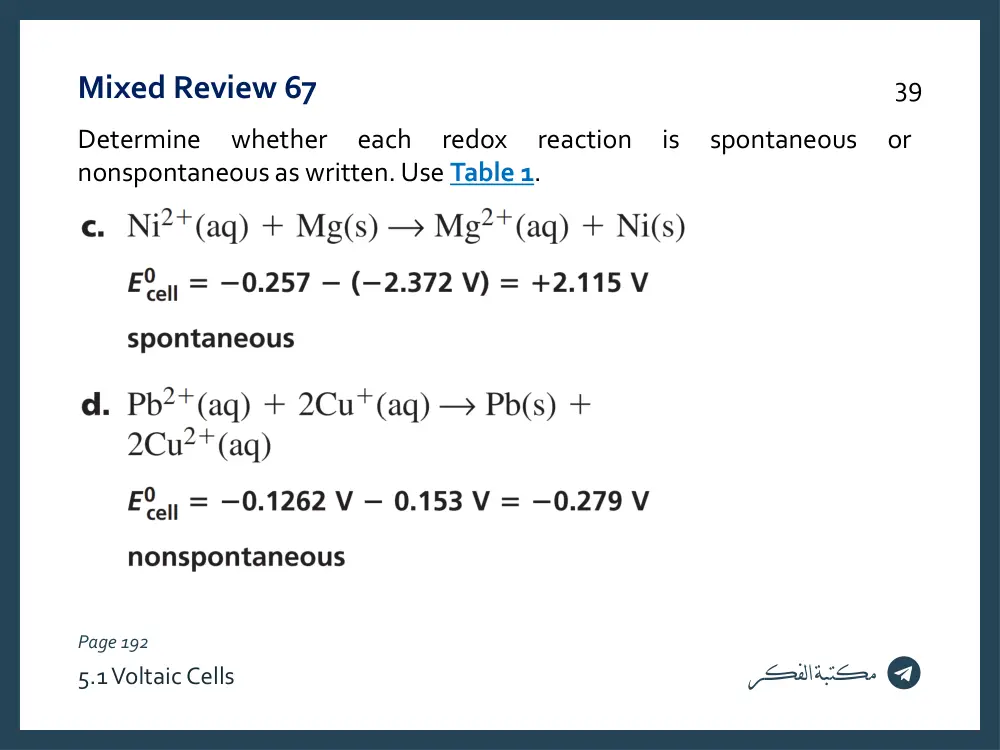 Mixed Review 67
39
Determine whether each redox reaction is spontaneous or
nonspontaneous as written. Use Table 1.
c. Ni²⁺(aq) + Mg(s) → Mg²⁺(aq) + Ni(s)
E⁰cell = −0.257 − (−2.372 V) = +2.115 V
spontaneous
d. Pb²⁺(aq) + 2Cu⁺(aq) → Pb(s) +
2Cu²⁺(aq)
E⁰cell = −0.1262 V − 0.153 V = −0.279 V
nonspontaneous
Page 192
5.1 Voltaic Cells
مكتبة الفكر